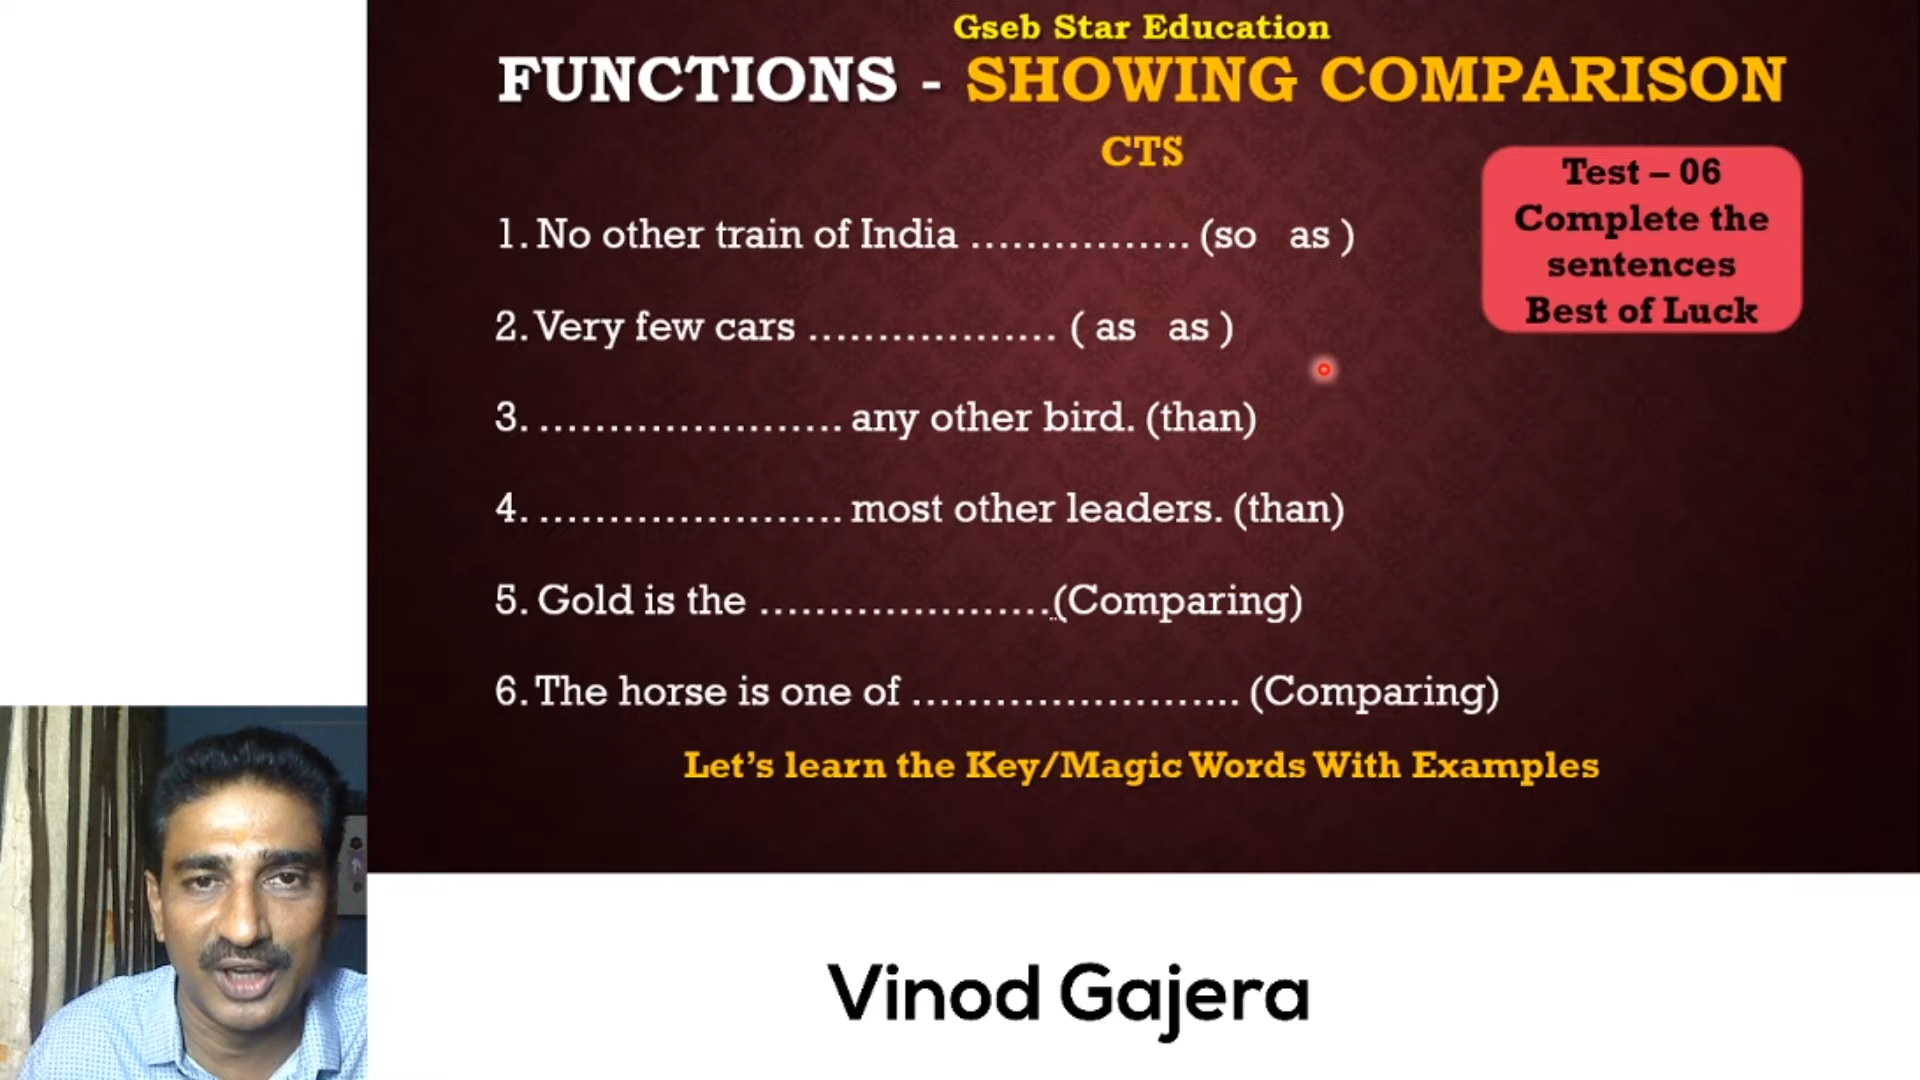 Gseb Star Education
FUNCTIONS - SHOWING COMPARISON
CTS
Test – 06
Complete the
sentences
Best of Luck
1. No other train of India ................ (so as )
2. Very few cars .................. ( as as )
3. ...................... any other bird. (than)
4. ...................... most other leaders. (than)
5. Gold is the .....................(Comparing)
6. The horse is one of ........................ (Comparing)
Let's learn the Key/Magic Words With Examples
Vinod Gajera